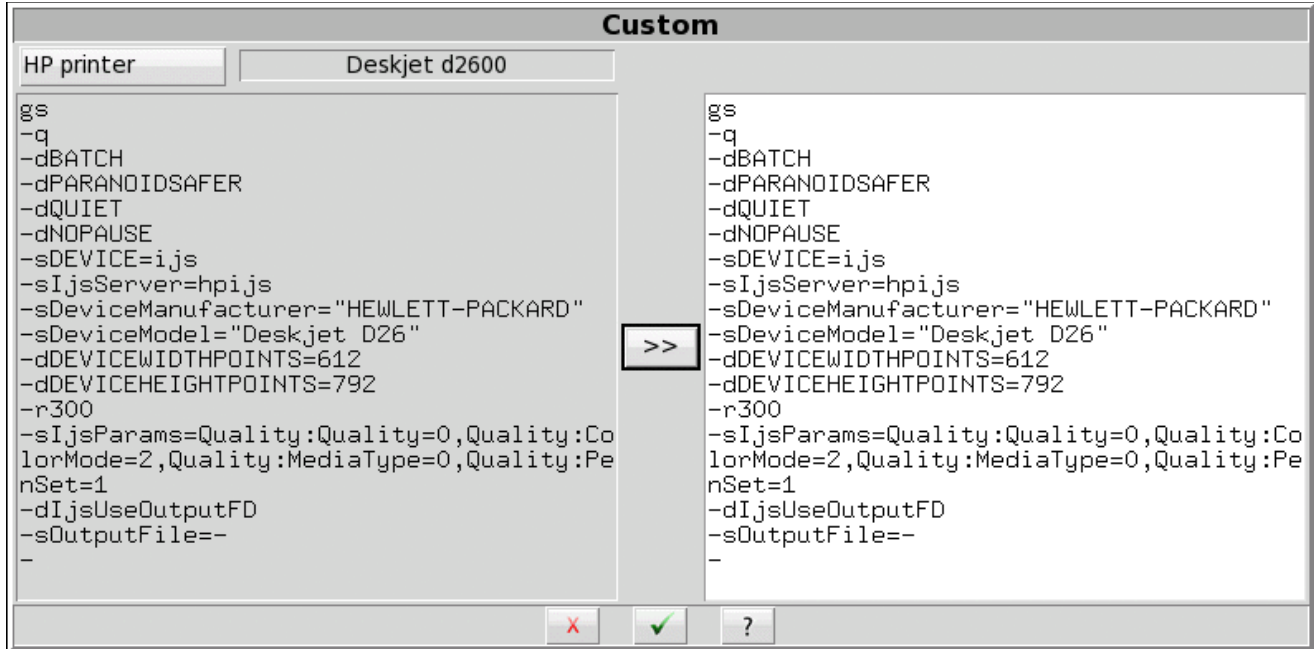 Custom
HP printer
Deskjet d2600
gs
-q
-dBATCH
-dPARANOIDSAFER
-dQUIET
-dNOPAUSE
-sDEVICE=ijs
-sIjsServer=hpijs
-sDeviceManufacturer="HEWLETT-PACKARD"
-sDeviceModel="Deskjet D26"
-dDEVICEWIDTHPOINTS=612
-dDEVICEHEIGHTPOINTS=792
-r300
-sIjsParams=Quality:Quality=0,Quality:Co
lorMode=2,Quality:MediaType=0,Quality:Pe
nSet=1
-dIjsUseOutputFD
-sOutputFile=-
-
>>
gs
-q
-dBATCH
-dPARANOIDSAFER
-dQUIET
-dNOPAUSE
-sDEVICE=ijs
-sIjsServer=hpijs
-sDeviceManufacturer="HEWLETT-PACKARD"
-sDeviceModel="Deskjet D26"
-dDEVICEWIDTHPOINTS=612
-dDEVICEHEIGHTPOINTS=792
-r300
-sIjsParams=Quality:Quality=0,Quality:Co
lorMode=2,Quality:MediaType=0,Quality:Pe
nSet=1
-dIjsUseOutputFD
-sOutputFile=-
-
X
?